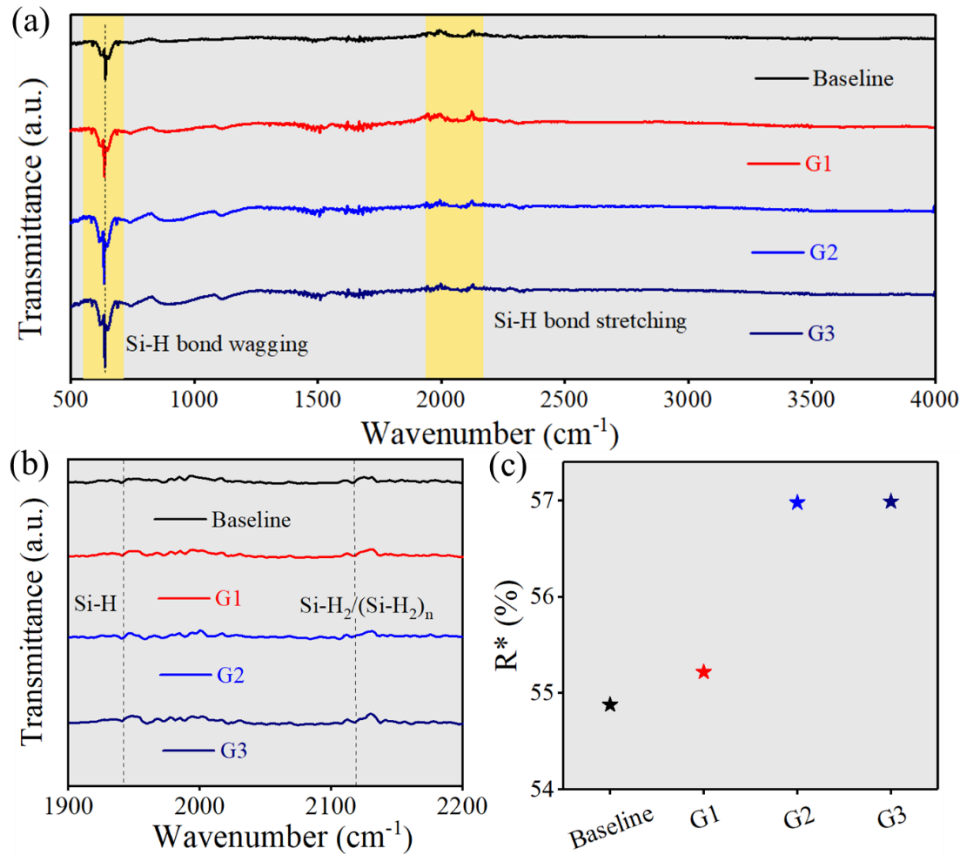 (a)
Transmittance (a.u.)
Baseline
G1
G2
G3
Si-H bond wagging
Si-H bond stretching
500 1000 1500 2000 2500 3000 3500 4000
Wavenumber (cm⁻¹)
(b)
Transmittance (a.u.)
Baseline
G1
Si-H
Si-H₂/(Si-H₂)ₙ
G2
G3
1900 2000 2100 2200
Wavenumber (cm⁻¹)
(c)
R* (%)
57
56
55
54
Baseline G1 G2 G3